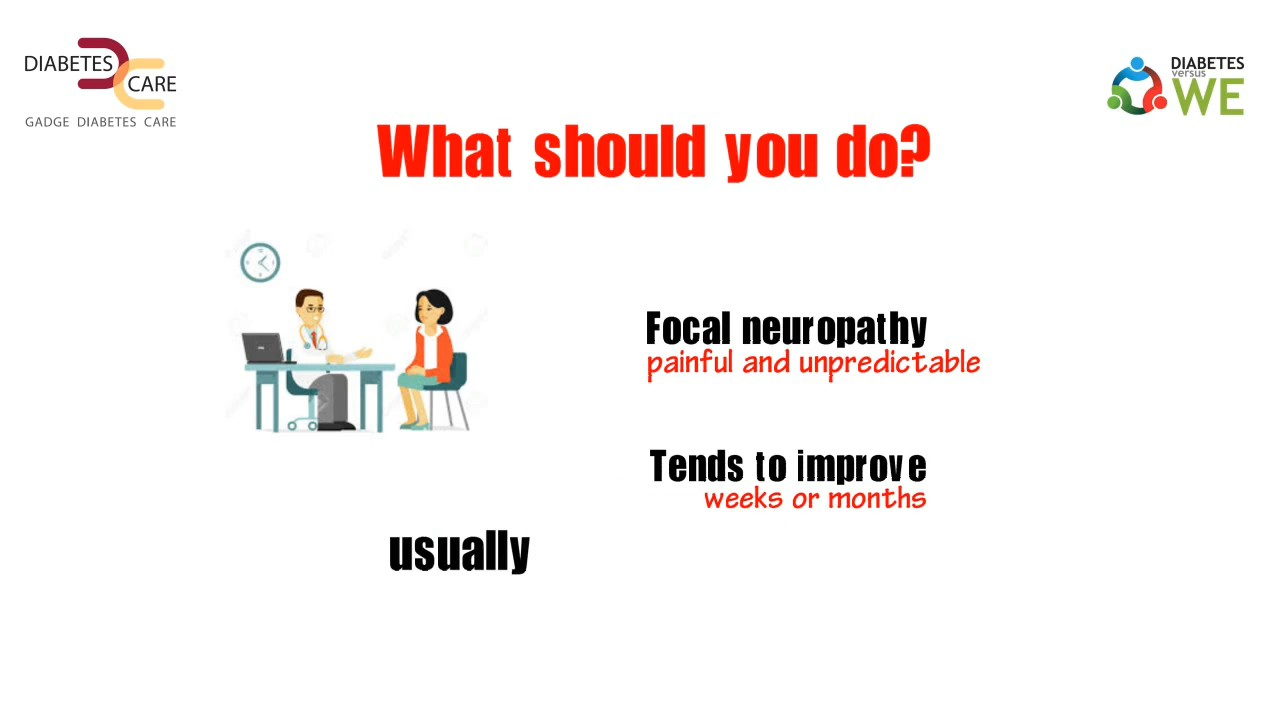 DIABETES
CARE
GADGE DIABETES CARE
DIABETES
versus
WE
What should you do?
Focal neuropathy
painful and unpredictable
Tends to improve
weeks or months
usually